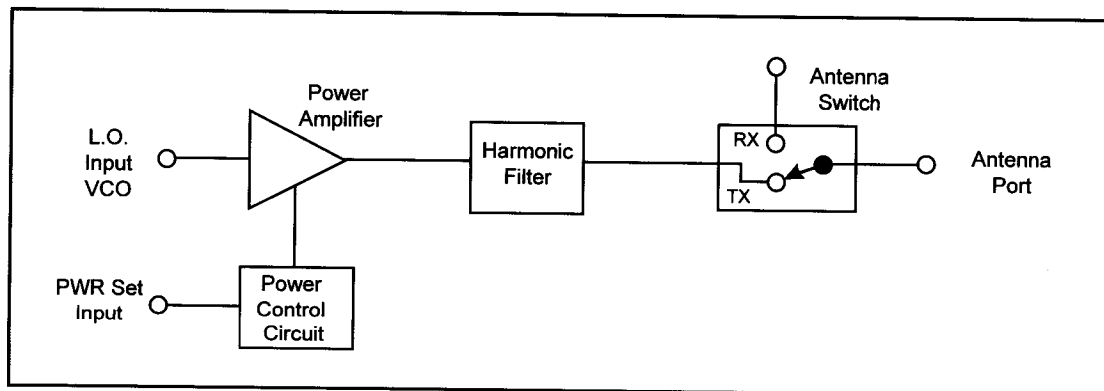 Power
Amplifier
L.O.
Input
VCO
Harmonic
Filter
Antenna
Switch
RX
TX
Antenna
Port
PWR Set
Input
Power
Control
Circuit